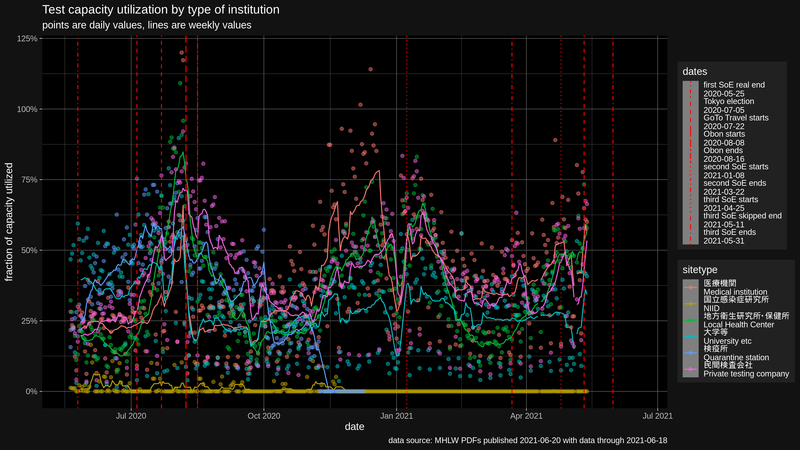 Test capacity utilization by type of institution
points are daily values, lines are weekly values
125%
100%
75%
50%
25%
0%
fraction of capacity utilized
Jul 2020
Oct 2020
Jan 2021
Apr 2021
Jul 2021
date
data source: MHLW PDFs published 2021-06-20 with data through 2021-06-18
dates
first SoE real end
2020-05-25
Tokyo election
2020-07-05
GoTo Travel starts
2020-07-22
Obon starts
2020-08-08
Obon ends
2020-08-16
second SoE starts
2021-01-08
second SoE ends
2021-03-22
third SoE starts
2021-04-25
third SoE skipped end
2021-05-11
third SoE ends
2021-05-31
sitetype
医療機関
Medical institution
国立感染症研究所
NIID
地方衛生研究所・保健所
Local Health Center
大学等
University etc
検疫所
Quarantine station
民間検査会社
Private testing company